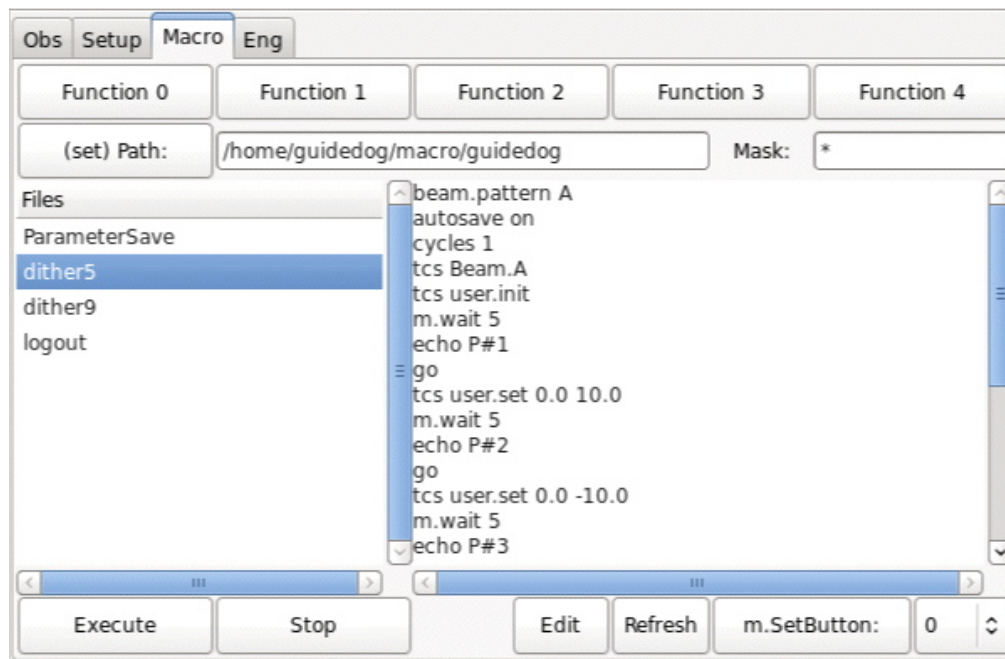 Obs Setup Macro Eng
Function 0 Function 1 Function 2 Function 3 Function 4
(set) Path: /home/guidedog/macro/guidedog Mask: *
Files
ParameterSave
dither5
dither9
logout
beam.pattern A
autosave on
cycles 1
tcs Beam.A
tcs user.init
m.wait 5
echo P#1
go
tcs user.set 0.0 10.0
m.wait 5
echo P#2
go
tcs user.set 0.0 -10.0
m.wait 5
echo P#3
Execute Stop Edit Refresh m.SetButton: 0